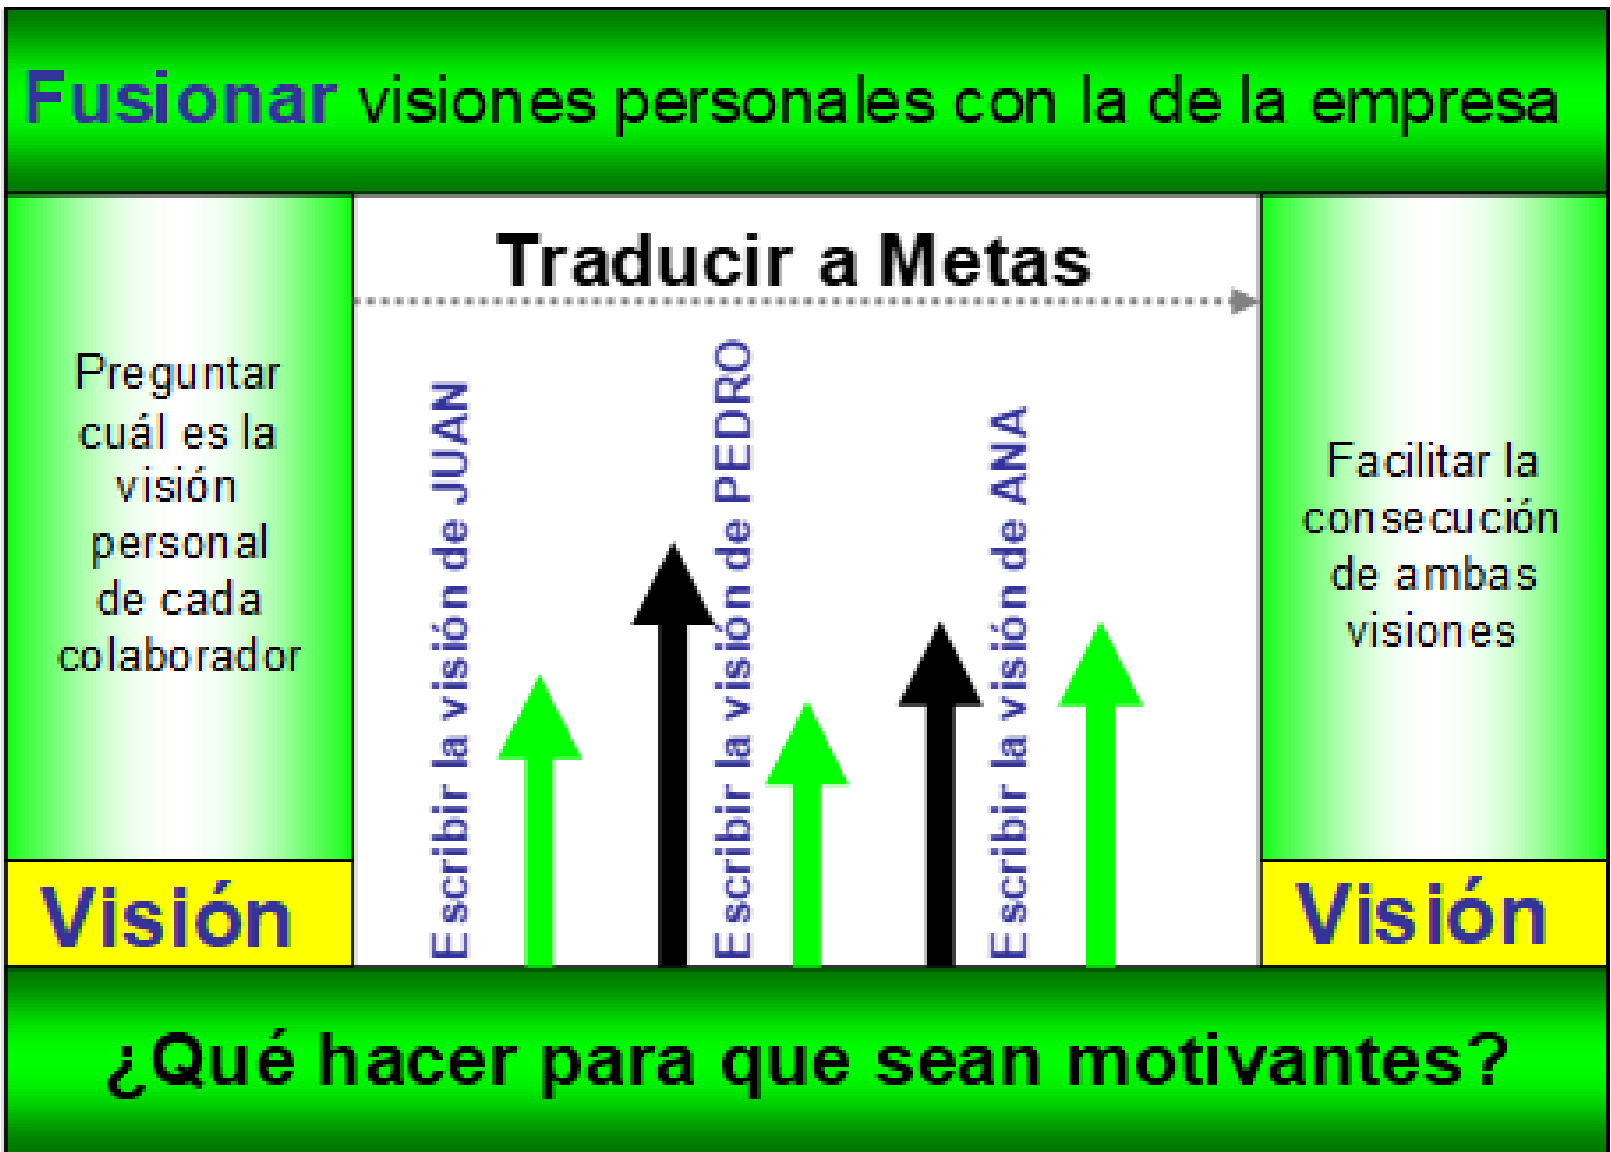 Fusionar visiones personales con la de la empresa
Traducir a Metas
Preguntar
cuál es la
visión
personal
de cada
colaborador
Visión
Escribir la visión de JUAN
Escribir la visión de PEDRO
Escribir la visión de ANA
Facilitar la
consecución
de ambas
visiones
Visión
¿Qué hacer para que sean motivantes?